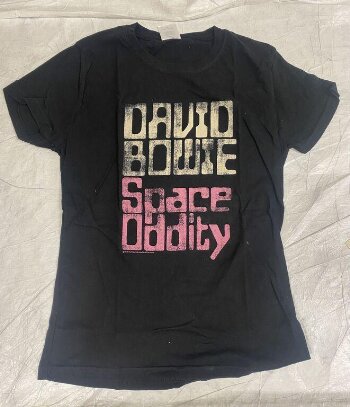 DAVID
BOWIE
Space
Oddity